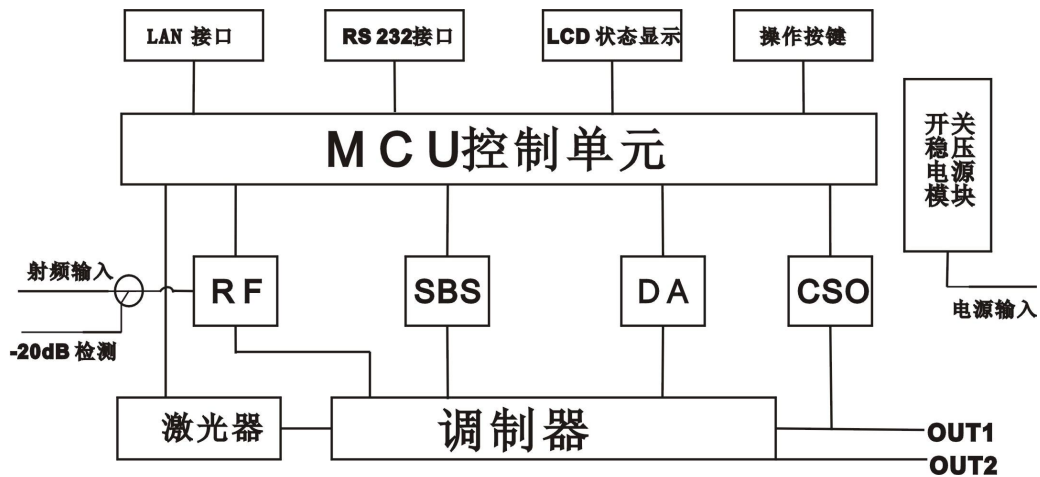 LAN 接口
RS 232接口
LCD 状态显示
操作按键
MCU控制单元
开关
稳压
电源
模块
射频输入
RF
SBS
DA
CSO
电源输入
-20dB 检测
激光器
调制器
OUT1
OUT2